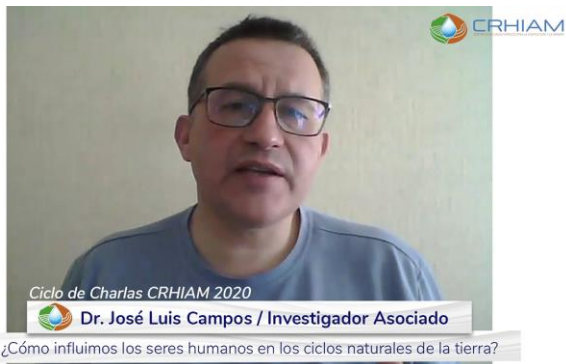 CRHIAM
Ciclo de Charlas CRHIAM 2020
Dr. José Luis Campos / Investigador Asociado
¿Cómo influimos los seres humanos en los ciclos naturales de la tierra?